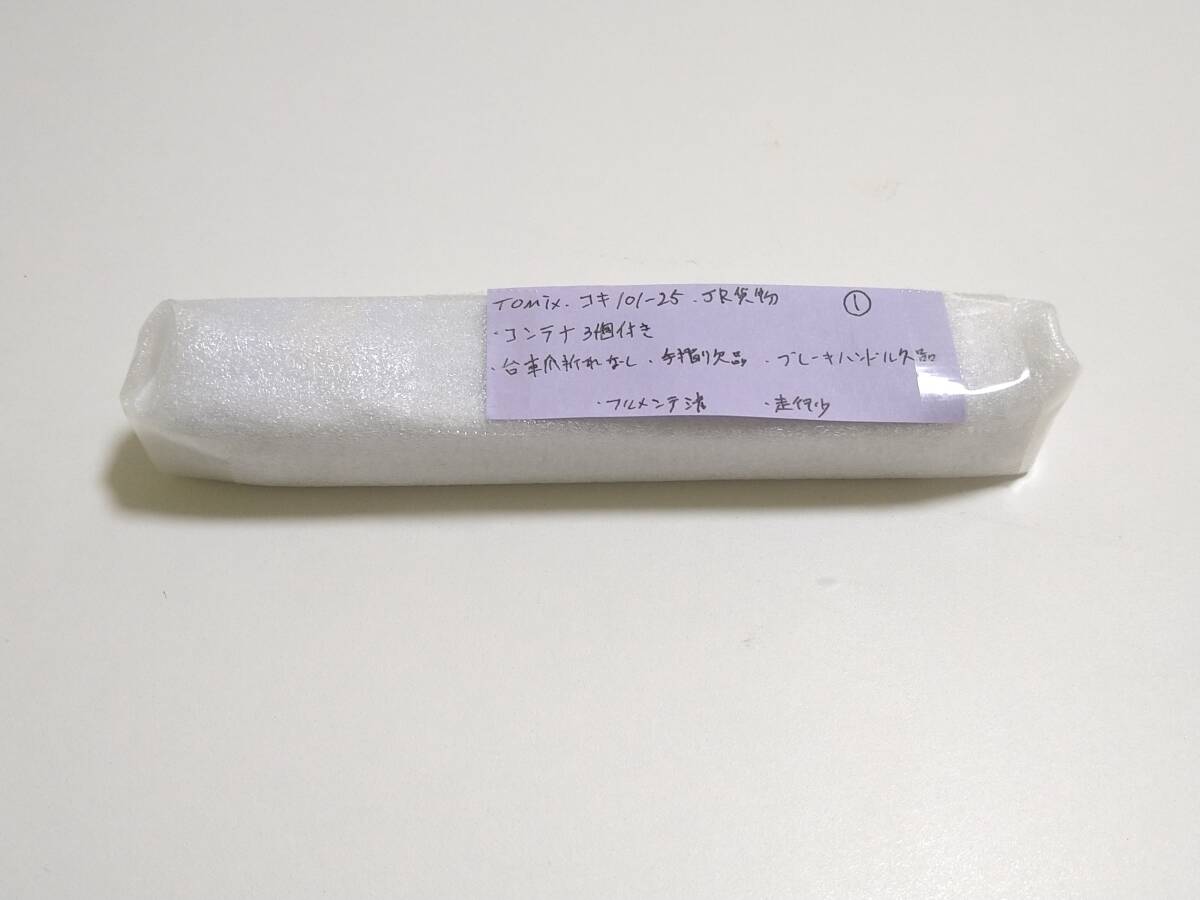 TOMIX.コキ101-25.JR貨物 ①
・コンテナ3個付き
・台車爪折れなし・手摺り欠品・ブレーキハンドル欠品
・フルメンテ済 ・走行少